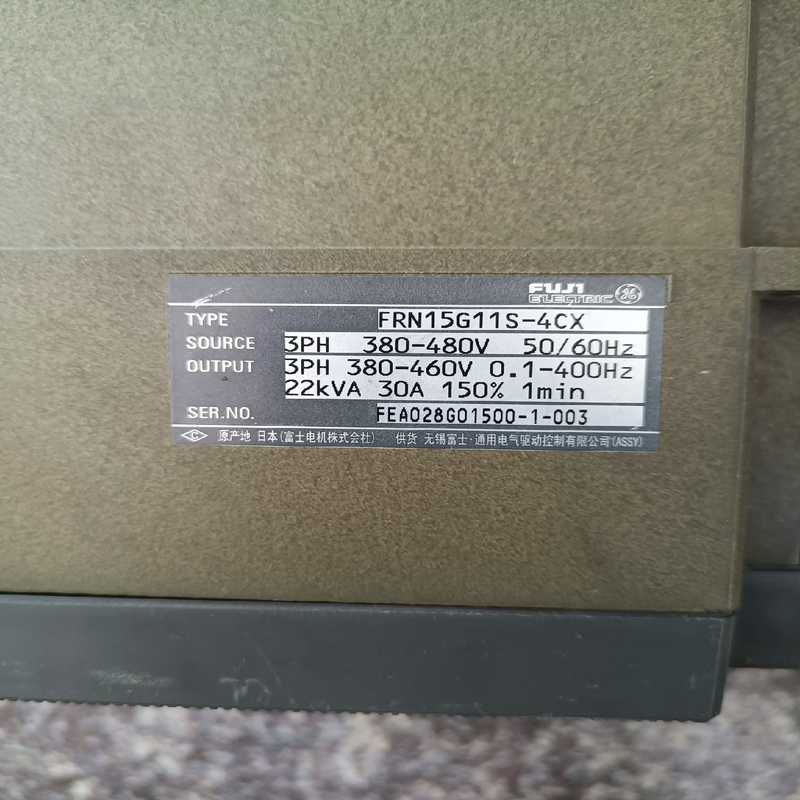 FUJI
ELECTRIC GE
TYPE FRN15G11S-4CX
SOURCE 3PH 380-480V 50/60Hz
OUTPUT 3PH 380-460V 0.1-400Hz
22kVA 30A 150% 1min
SER.NO. FEA028G01500-1-003
C 原产地 日本(富士电机株式会社) 供货 无锡富士·通用电气驱动控制有限公司(ASSY)